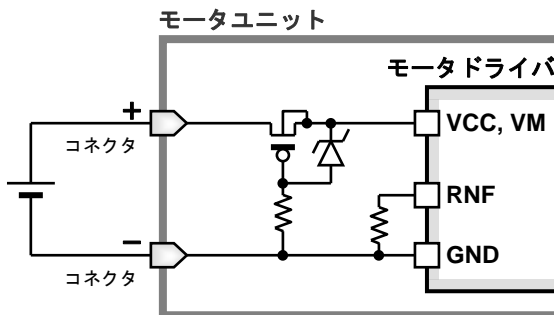 モータユニット
モータドライバ
+
コネクタ
VCC, VM
RNF
−
GND
コネクタ